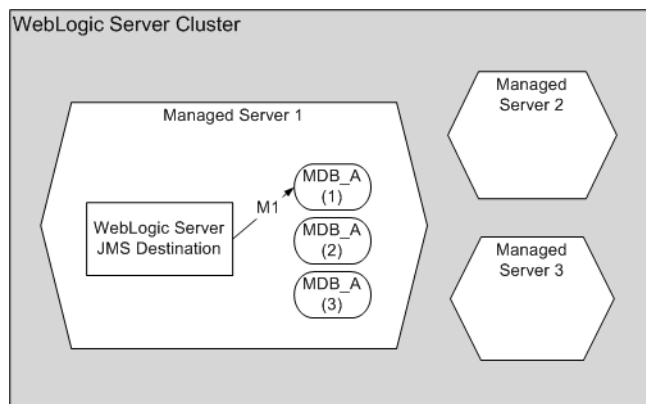 WebLogic Server Cluster
Managed Server 1
WebLogic Server
JMS Destination
M1
MDB_A
(1)
MDB_A
(2)
MDB_A
(3)
Managed
Server 2
Managed
Server 3